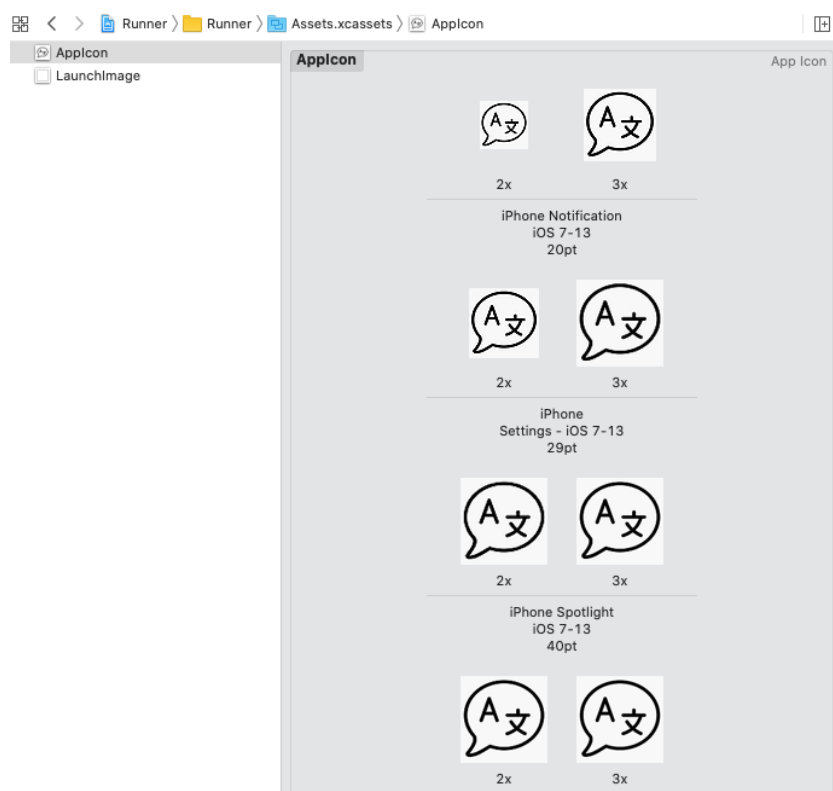 Runner 〉 Runner 〉 Assets.xcassets 〉 AppIcon
AppIcon
LaunchImage
AppIcon
App Icon
A文 A文
2x 3x
iPhone Notification
iOS 7-13
20pt
A文 A文
2x 3x
iPhone
Settings - iOS 7-13
29pt
A文 A文
2x 3x
iPhone Spotlight
iOS 7-13
40pt
A文 A文
2x 3x